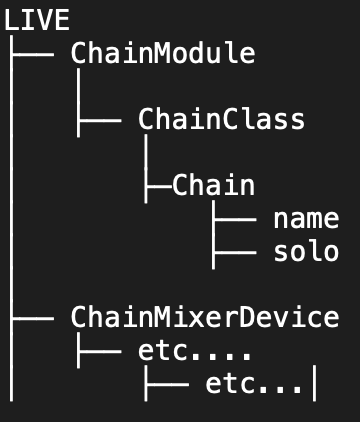 LIVE
ChainModule
ChainClass
Chain
name
solo
ChainMixerDevice
etc....
etc...